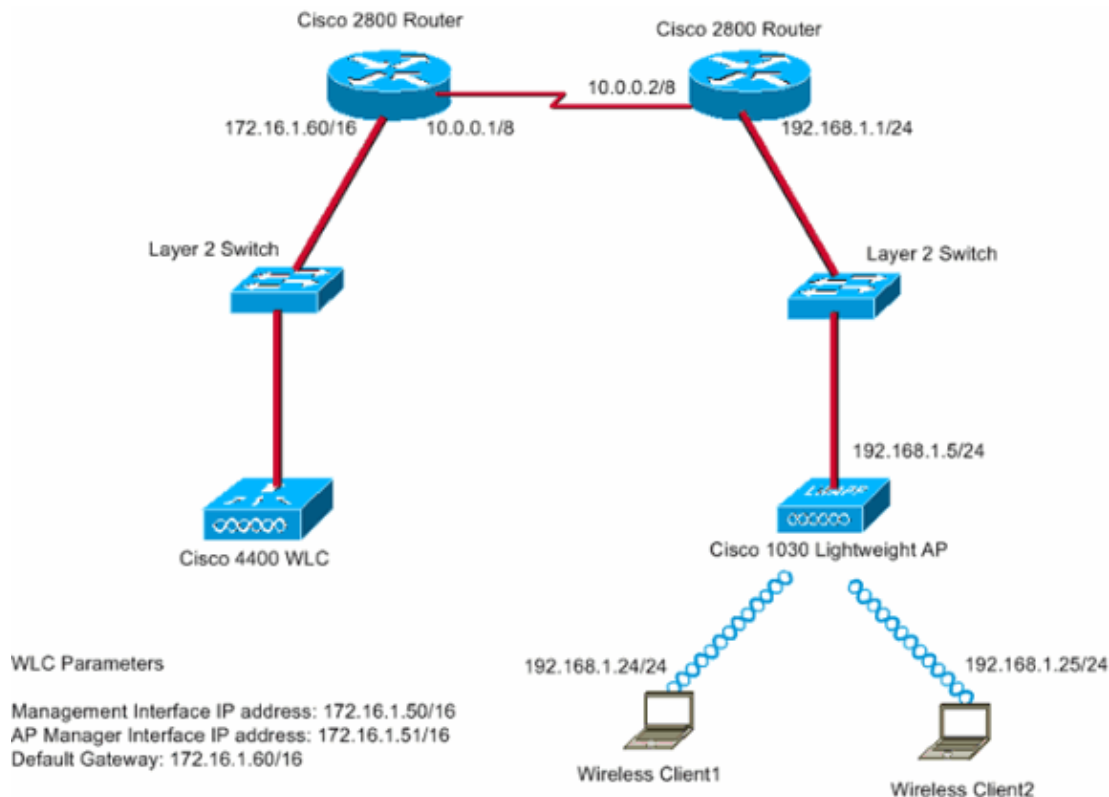 Cisco 2800 Router
Cisco 2800 Router
10.0.0.2/8
172.16.1.60/16
10.0.0.1/8
192.168.1.1/24
Layer 2 Switch
Layer 2 Switch
192.168.1.5/24
Cisco 4400 WLC
Cisco 1030 Lightweight AP
192.168.1.24/24
192.168.1.25/24
Wireless Client1
Wireless Client2
WLC Parameters
Management Interface IP address: 172.16.1.50/16
AP Manager Interface IP address: 172.16.1.51/16
Default Gateway: 172.16.1.60/16